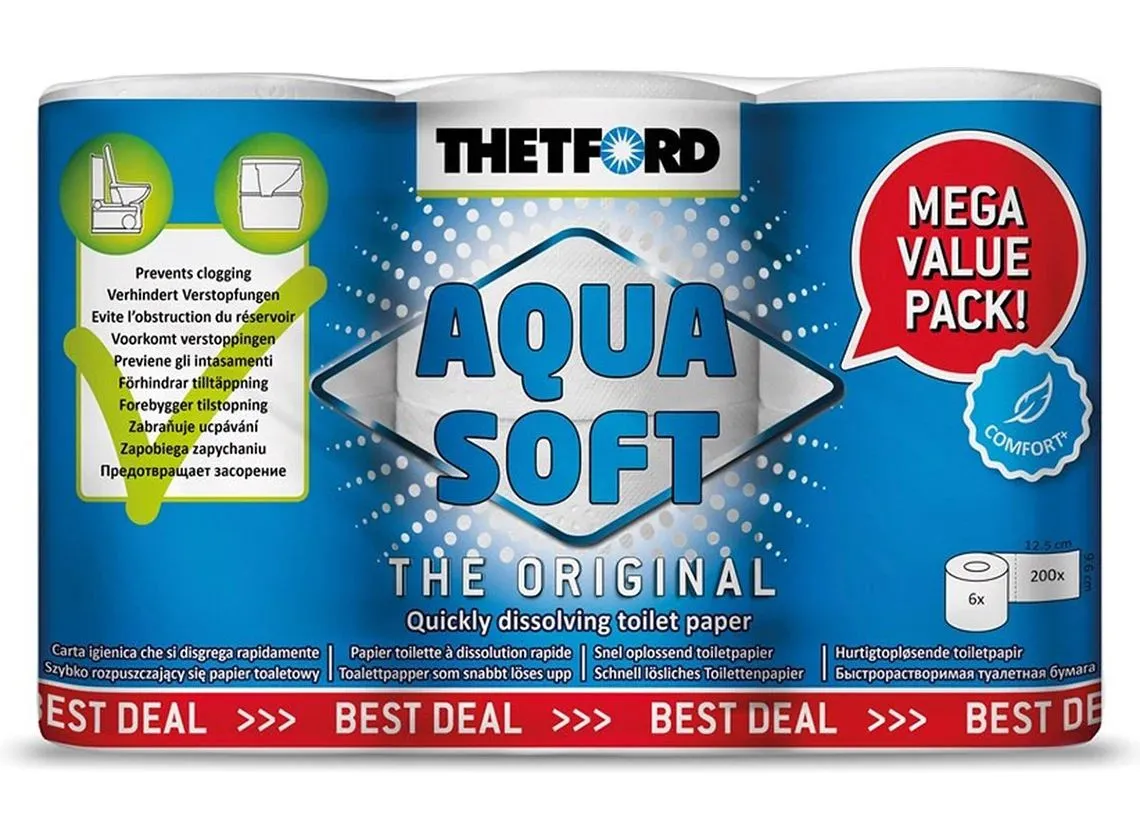 THETFORD
MEGA
VALUE
PACK!
Prevents clogging
Verhindert Verstopfungen
Evite l’obstruction du réservoir
Voorkomt verstoppingen
Previene gli intasamenti
Förhindrar tilltäppning
Forebygger tilstopning
Zabraňuje ucpávání
Zapobiega zapychaniu
Предотвращает засорение
AQUA
SOFT
COMFORT+
THE ORIGINAL
Quickly dissolving toilet paper
12.5 cm
9.6 cm
200x
6x
Carta igienica che si disgrega rapidamente
Szybko rozpuszczający się papier toaletowy
Papier toilette à dissolution rapide
Toalettpapper som snabbt löses upp
Snel oplossend toiletpapier
Schnell lösliches Toilettenpapier
Hurtigtopløsende toiletpapir
Быстрорастворимая туалетная бумага
EST DEAL >>> BEST DEAL >>> BEST DEAL >>> BEST DE